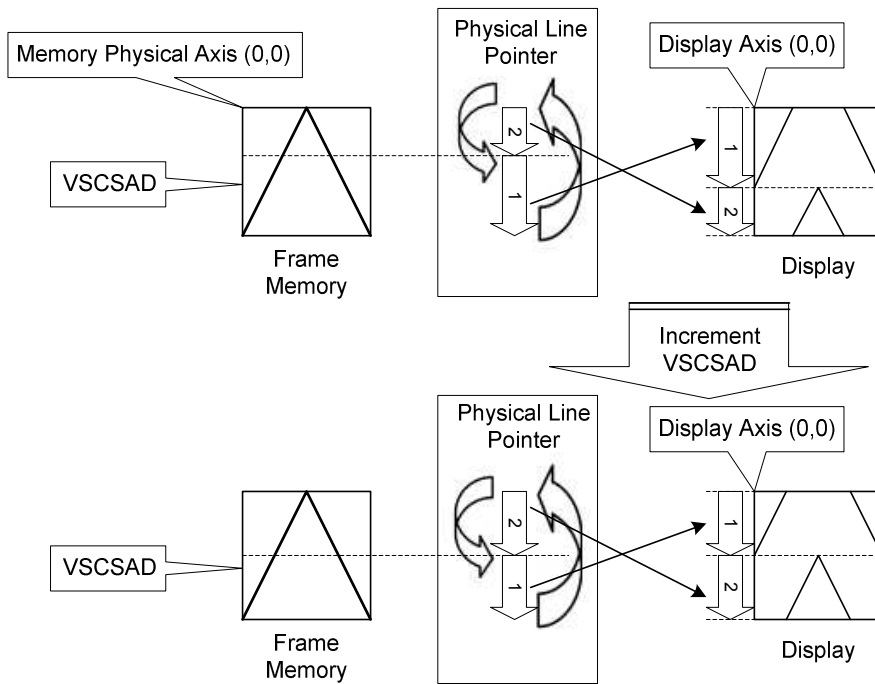 Memory Physical Axis (0,0)
Physical Line
Pointer
Display Axis (0,0)
VSCSAD
2
1
1
2
Frame
Memory
Display
Increment
VSCSAD
Physical Line
Pointer
Display Axis (0,0)
VSCSAD
2
1
1
2
Frame
Memory
Display